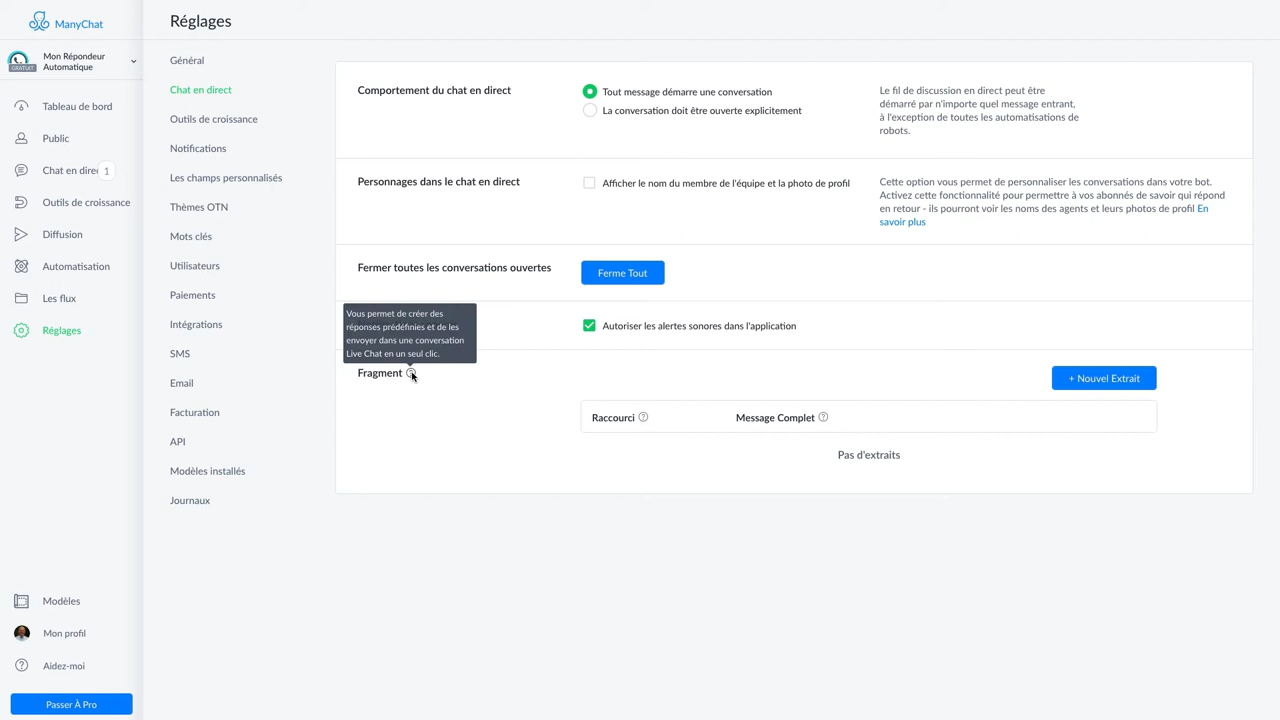 ManyChat
Réglages
Mon Répondeur
Automatique
GRATUIT
Tableau de bord
Public
Chat en direc
1
Outils de croissance
Diffusion
Automatisation
Les flux
Réglages
Modèles
Mon profil
Aidez-moi
Passer À Pro
Général
Chat en direct
Outils de croissance
Notifications
Les champs personnalisés
Thèmes OTN
Mots clés
Utilisateurs
Paiements
Intégrations
SMS
Email
Facturation
API
Modèles installés
Journaux
Comportement du chat en direct
Tout message démarre une conversation
La conversation doit être ouverte explicitement
Le fil de discussion en direct peut être
démarré par n'importe quel message entrant,
à l'exception de toutes les automatisations de
robots.
Personnages dans le chat en direct
Afficher le nom du membre de l'équipe et la photo de profil
Cette option vous permet de personnaliser les conversations dans votre bot.
Activez cette fonctionnalité pour permettre à vos abonnés de savoir qui répond
en retour - ils pourront voir les noms des agents et leurs photos de profil En
savoir plus
Fermer toutes les conversations ouvertes
Ferme Tout
Vous permet de créer des
réponses prédéfinies et de les
envoyer dans une conversation
Live Chat en un seul clic.
Autoriser les alertes sonores dans l'application
Fragment
+ Nouvel Extrait
Raccourci ?
Message Complet ?
Pas d'extraits